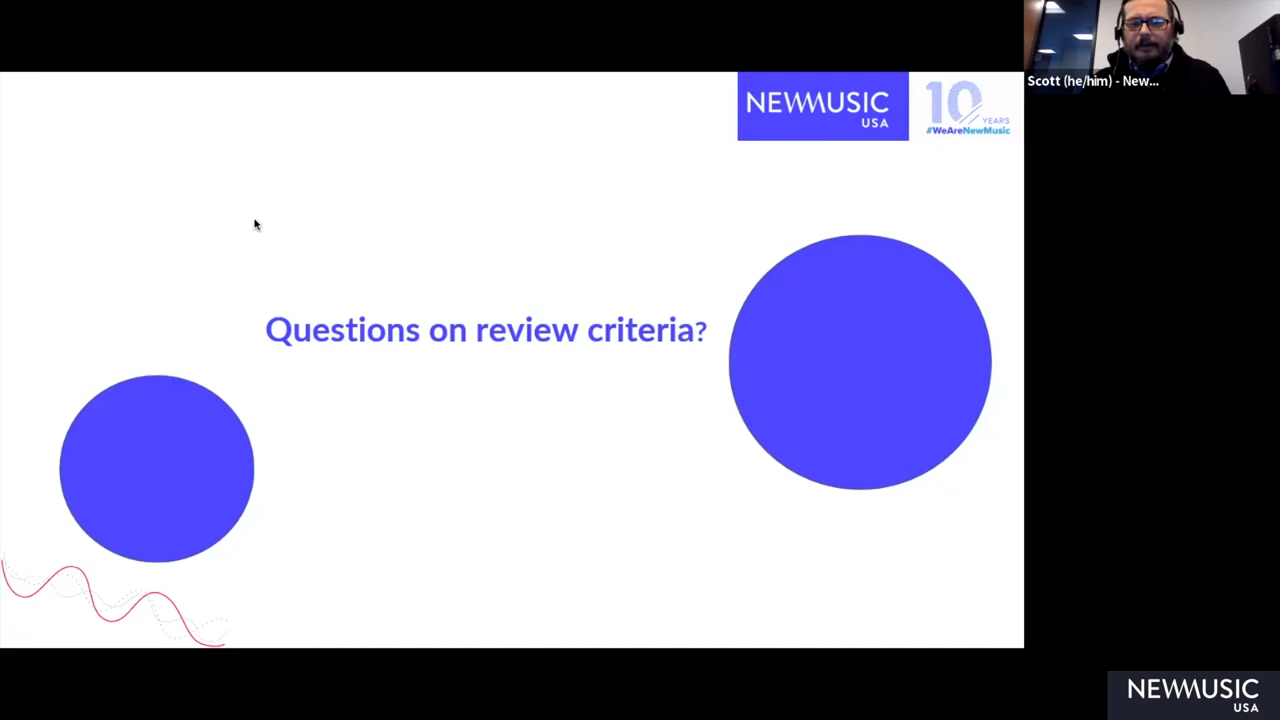 Scott (he/him) - New...
NEWMUSIC
USA
10
YEARS
#WeAreNewMusic
Questions on review criteria?
NEWMUSIC
USA